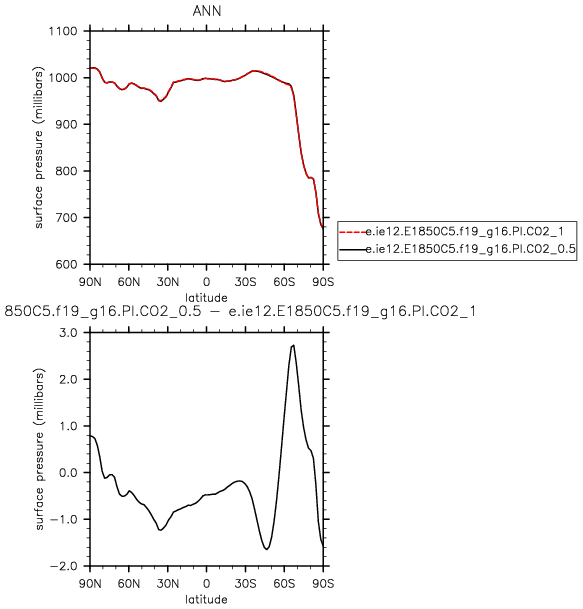 ANN
1100
1000
900
800
700
600
surface pressure (millibars)
90N 60N 30N 0 30S 60S 90S
latitude
e.ie12.E1850C5.f19_g16.PI.CO2_1
e.ie12.E1850C5.f19_g16.PI.CO2_0.5
850C5.f19_g16.PI.CO2_0.5 − e.ie12.E1850C5.f19_g16.PI.CO2_1
3.0
2.0
1.0
0.0
−1.0
−2.0
surface pressure (millibars)
90N 60N 30N 0 30S 60S 90S
latitude